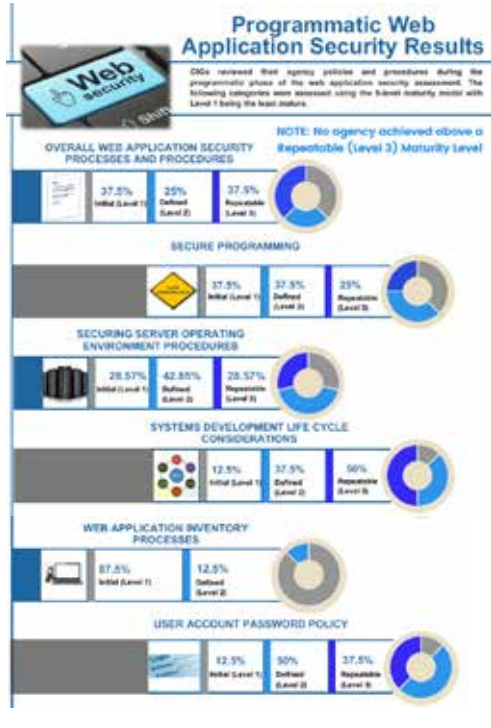 Programmatic Web
Application Security Results
Web
security
Shift
OIGs reviewed their agency policies and procedures during the
programmatic phase of the web application security assessment. The
following categories were assessed using the 5-level maturity model with
Level 1 being the least mature.
NOTE: No agency achieved above a
Repeatable (Level 3) Maturity Level
OVERALL WEB APPLICATION SECURITY
PROCESSES AND PROCEDURES
37.5% 25% 37.5%
Initial (Level 1) Defined Repeatable
(Level 2) (Level 3)
SECURE PROGRAMMING
37.5% 37.5% 25%
Initial (Level 1) Defined Repeatable
(Level 2) (Level 3)
SECURING SERVER OPERATING
ENVIRONMENT PROCEDURES
28.57% 42.85% 28.57%
Initial (Level 1) Defined Repeatable
(Level 2) (Level 3)
SYSTEMS DEVELOPMENT LIFE CYCLE
CONSIDERATIONS
12.5% 37.5% 50%
Initial (Level 1) Defined Repeatable
(Level 2) (Level 3)
WEB APPLICATION INVENTORY
PROCESSES
87.5% 12.5%
Initial (Level 1) Defined
(Level 2)
USER ACCOUNT PASSWORD POLICY
12.5% 50% 37.5%
Initial (Level 1) Defined Repeatable
(Level 2) (Level 3)